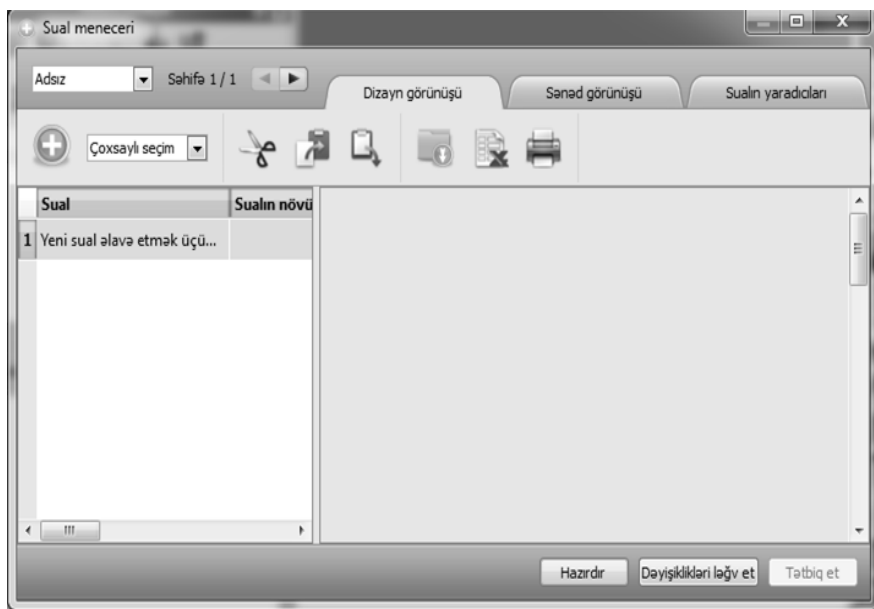 Sual meneceri
Adsız Səhifə 1 / 1
Dizayn görünüşü Sənəd görünüşü Sualın yaradıcıları
Çoxsaylı seçim
Sual Sualın növü
1 Yeni sual əlavə etmək üçü...
Hazırdır Dəyişiklikləri ləğv et Tətbiq et